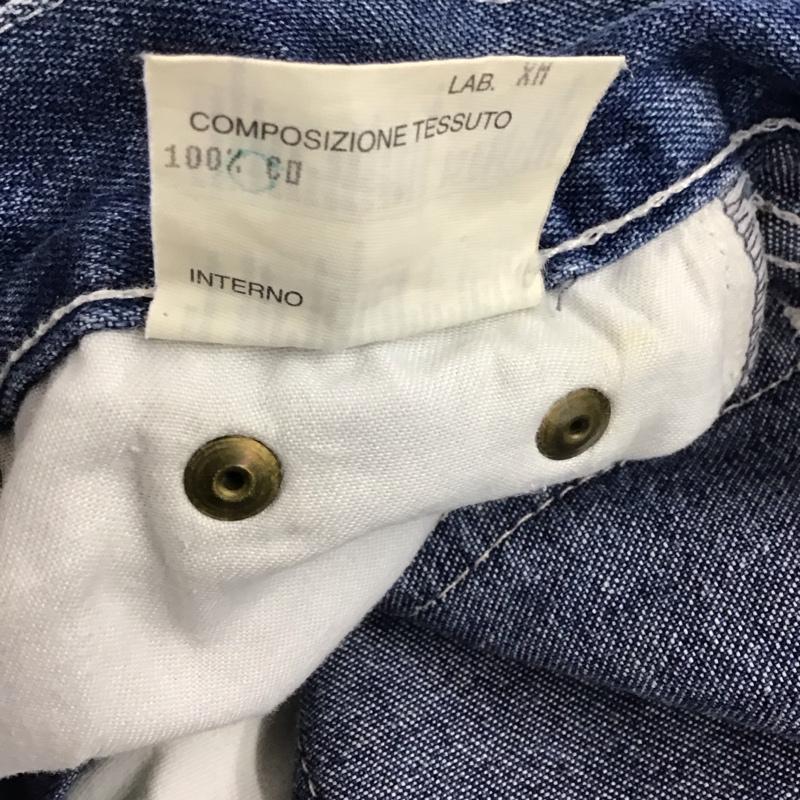 LAB. XM
COMPOSIZIONE TESSUTO
100% CO
INTERNO